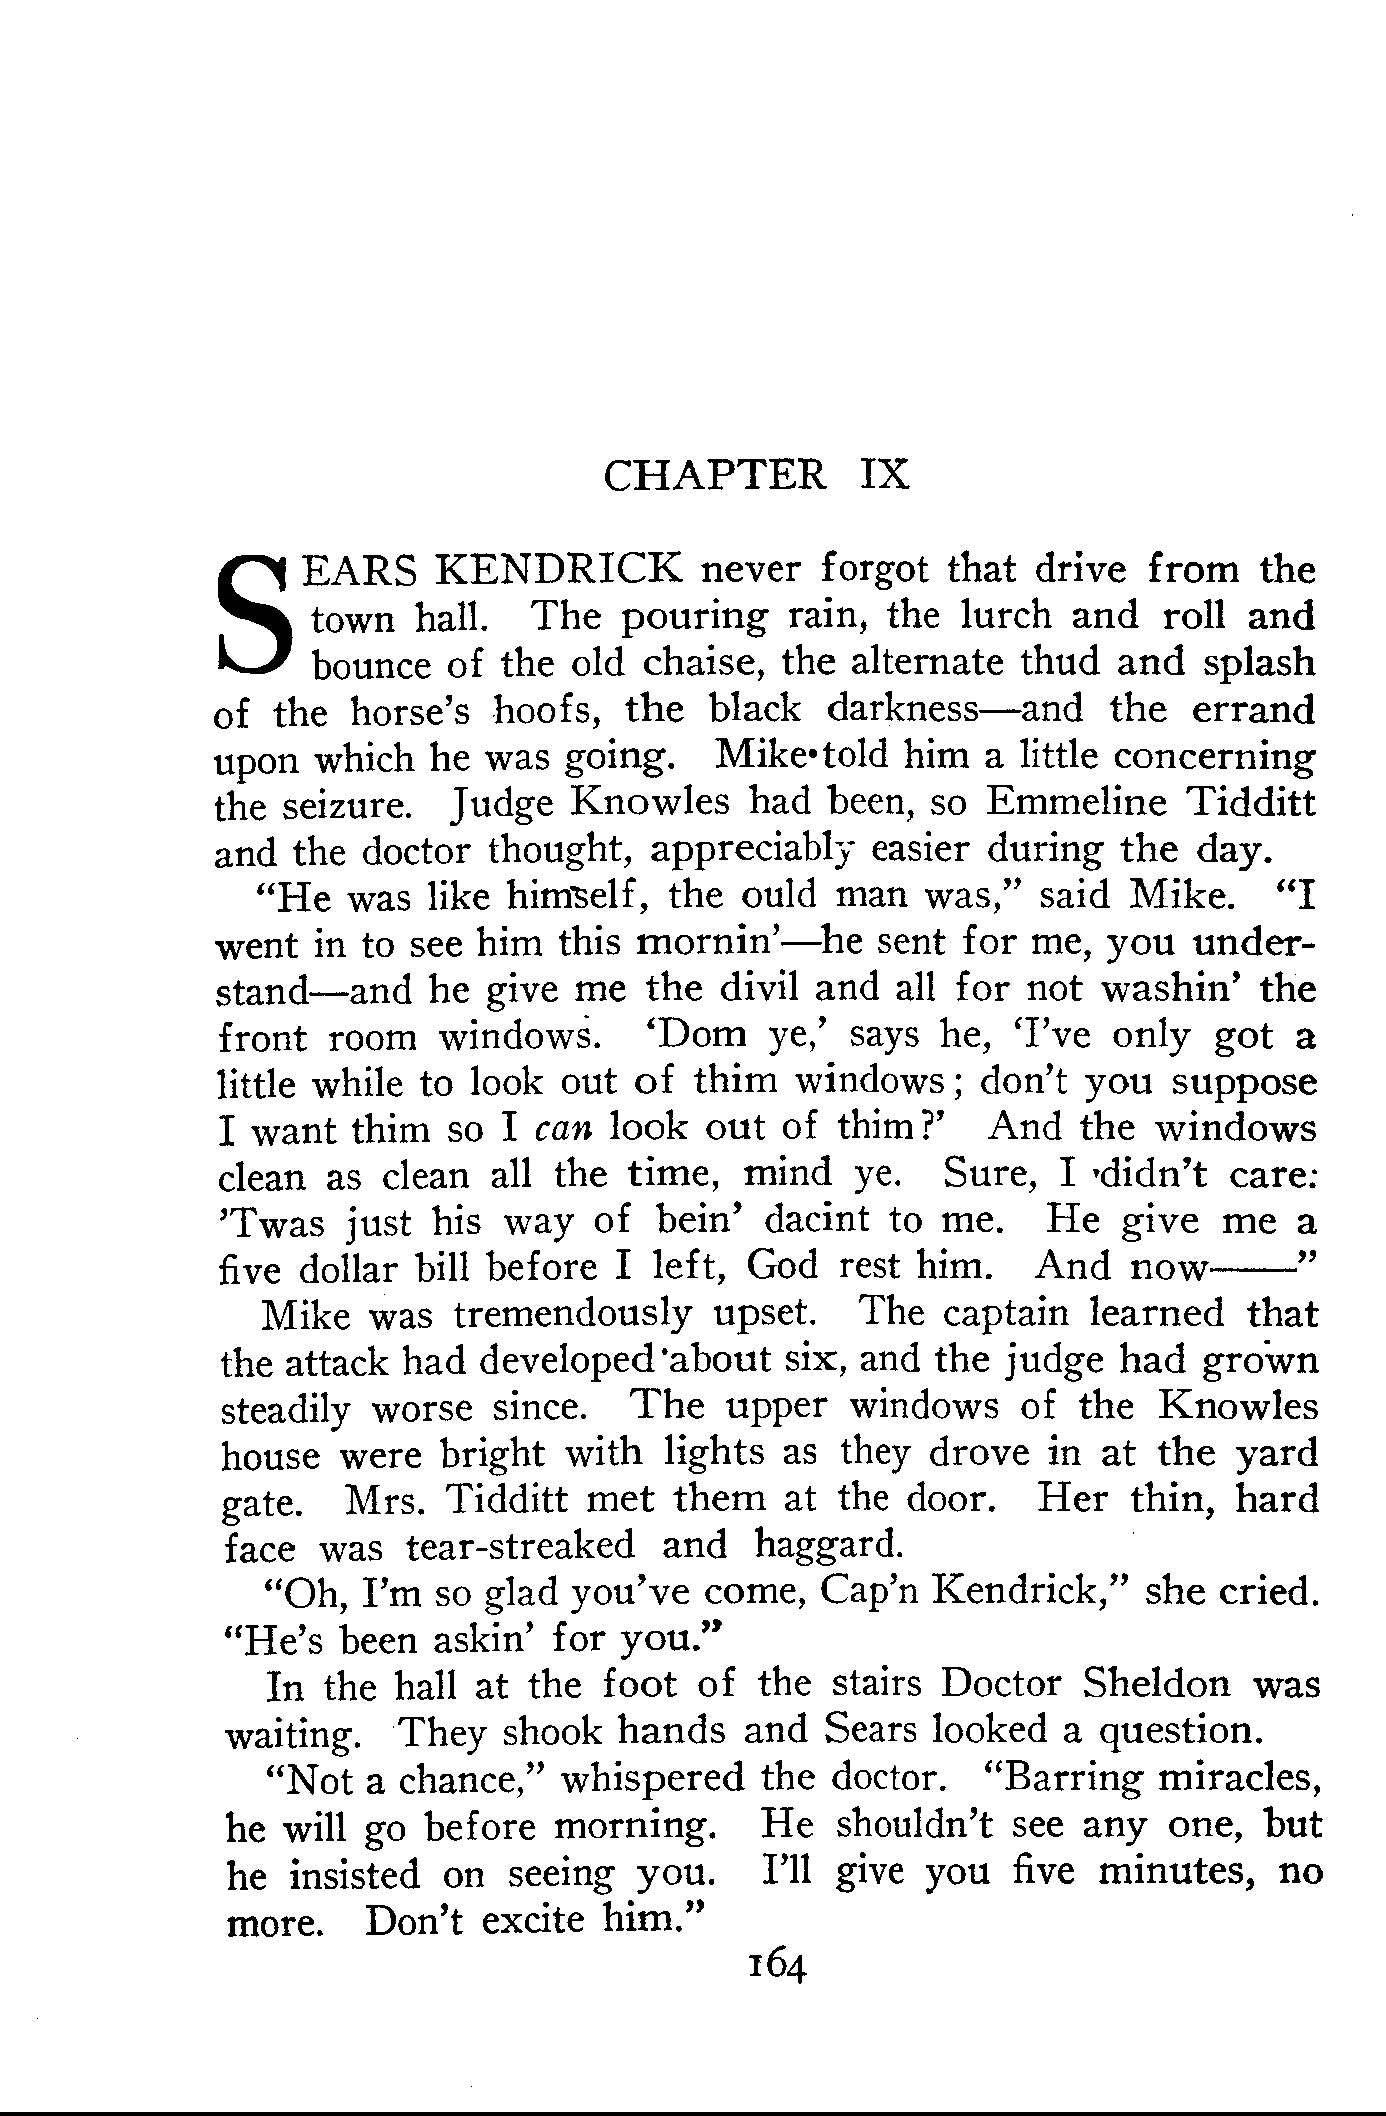 CHAPTER IX
SEARS KENDRICK never forgot that drive from the
town hall. The pouring rain, the lurch and roll and
bounce of the old chaise, the alternate thud and splash
of the horse's hoofs, the black darkness—and the errand
upon which he was going. Mike told him a little concerning
the seizure. Judge Knowles had been, so Emmeline Tidditt
and the doctor thought, appreciably easier during the day.
"He was like himself, the ould man was," said Mike. "I
went in to see him this mornin'—he sent for me, you under-
stand—and he give me the divil and all for not washin' the
front room windows. 'Dom ye,' says he, 'I've only got a
little while to look out of thim windows; don't you suppose
I want thim so I can look out of thim?' And the windows
clean as clean all the time, mind ye. Sure, I didn't care:
'Twas just his way of bein' dacint to me. He give me a
five dollar bill before I left, God rest him. And now——"
Mike was tremendously upset. The captain learned that
the attack had developed about six, and the judge had grown
steadily worse since. The upper windows of the Knowles
house were bright with lights as they drove in at the yard
gate. Mrs. Tidditt met them at the door. Her thin, hard
face was tear-streaked and haggard.
"Oh, I'm so glad you've come, Cap'n Kendrick," she cried.
"He's been askin' for you."
In the hall at the foot of the stairs Doctor Sheldon was
waiting. They shook hands and Sears looked a question.
"Not a chance," whispered the doctor. "Barring miracles,
he will go before morning. He shouldn't see any one, but
he insisted on seeing you. I'll give you five minutes, no
more. Don't excite him."
164